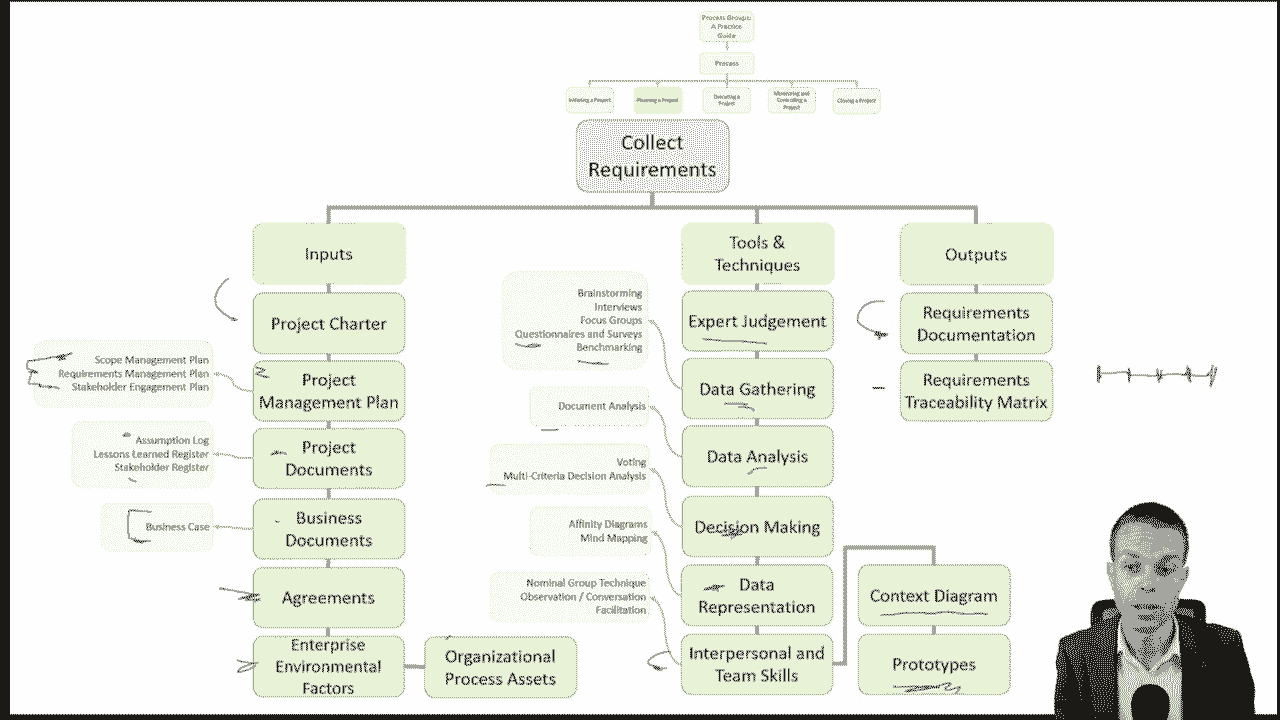 Process Groups:
A Practice
Guide
Process
Initiating a Project
Planning a Project
Executing a
Project
Monitoring and
Controlling a
Project
Closing a Project
Collect
Requirements
Inputs
Project Charter
Project
Management Plan
Scope Management Plan
Requirements Management Plan
Stakeholder Engagement Plan
Project
Documents
Assumption Log
Lessons Learned Register
Stakeholder Register
Business
Documents
Business Case
Agreements
Enterprise
Environmental
Factors
Organizational
Process Assets
Tools &
Techniques
Expert Judgement
Data Gathering
Brainstorming
Interviews
Focus Groups
Questionnaires and Surveys
Benchmarking
Data Analysis
Document Analysis
Decision Making
Voting
Multi-Criteria Decision Analysis
Data
Representation
Affinity Diagrams
Mind Mapping
Interpersonal and
Team Skills
Nominal Group Technique
Observation / Conversation
Facilitation
Context Diagram
Prototypes
Outputs
Requirements
Documentation
Requirements
Traceability Matrix